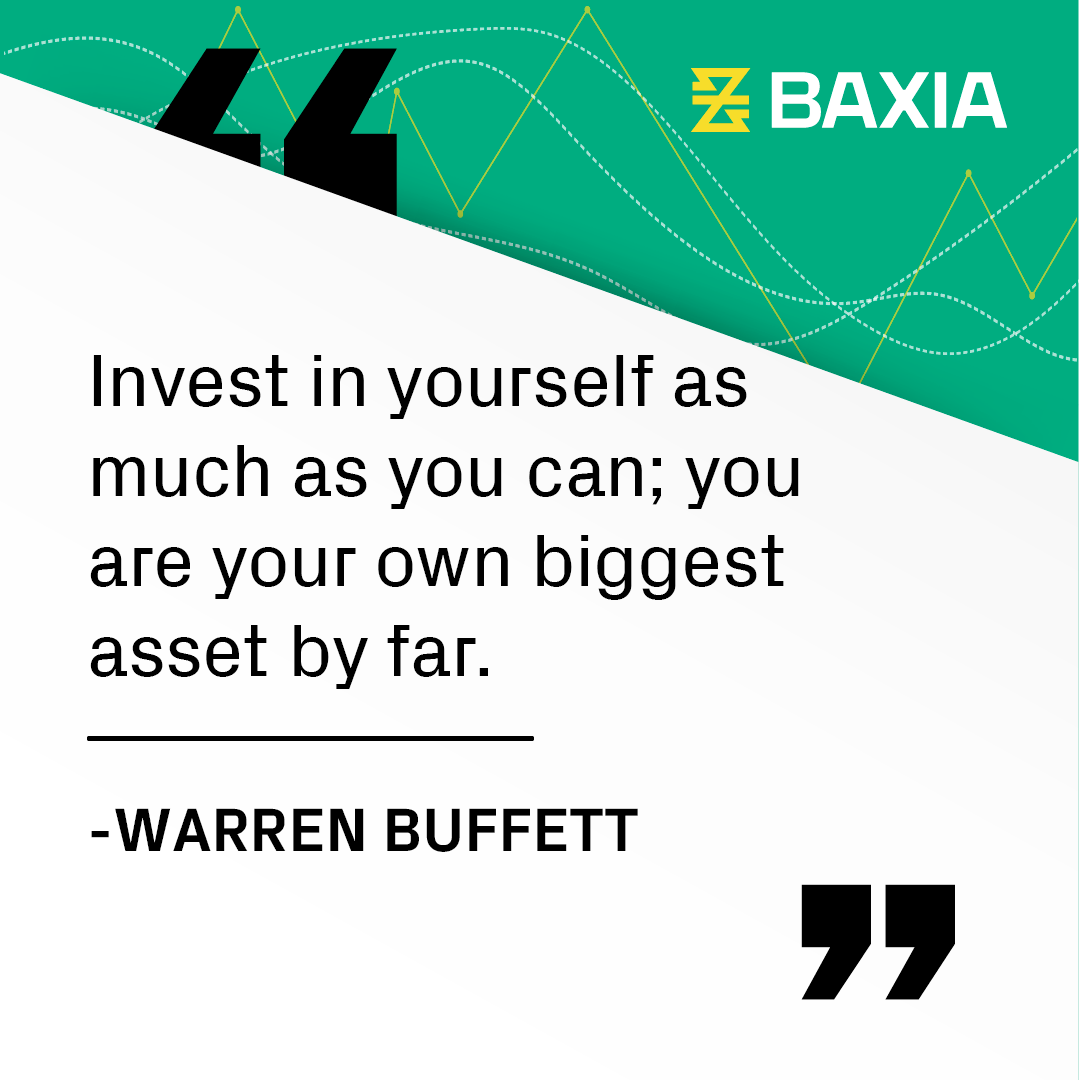 BAXIA
“
Invest in yourself as
much as you can; you
are your own biggest
asset by far.
-WARREN BUFFETT
”